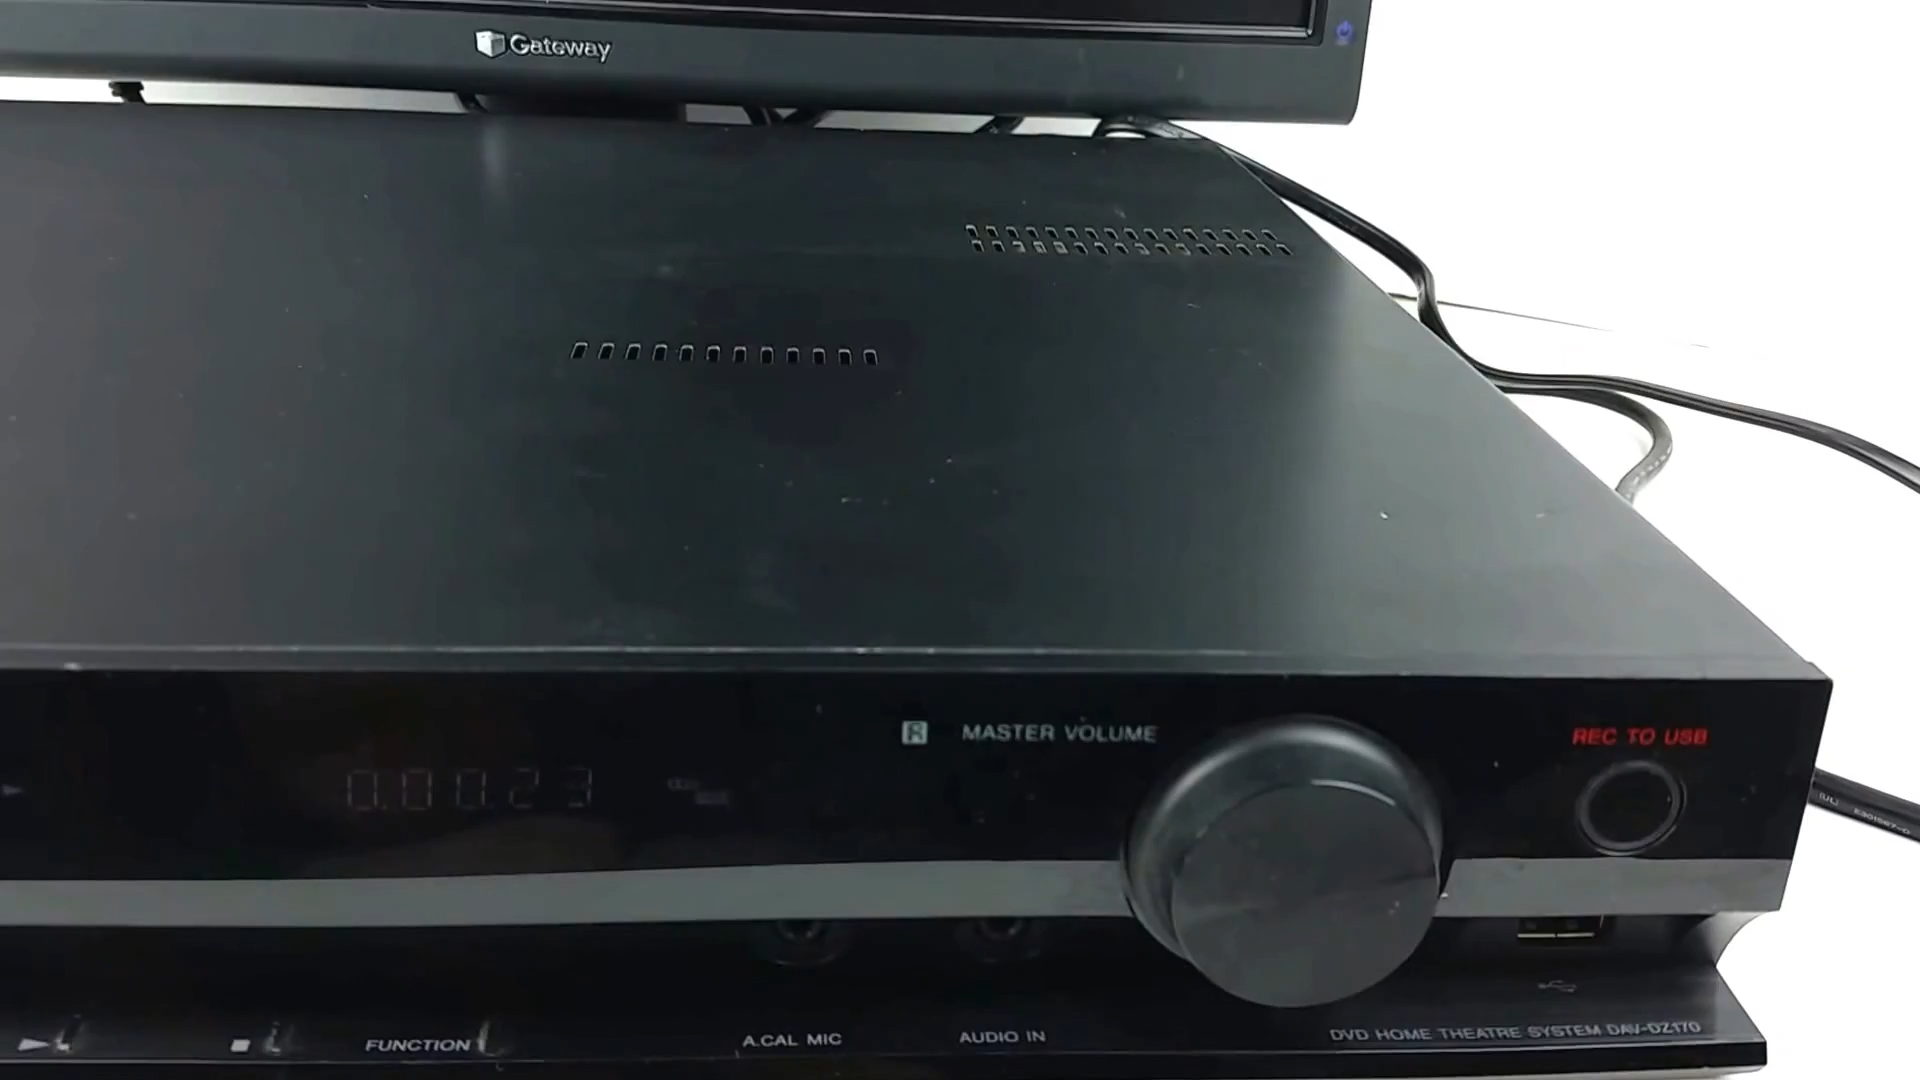 Gateway
MASTER VOLUME
REC TO USB
0.00.23
FUNCTION
A.CAL MIC
AUDIO IN
DVD HOME THEATRE SYSTEM DAV-DZ170